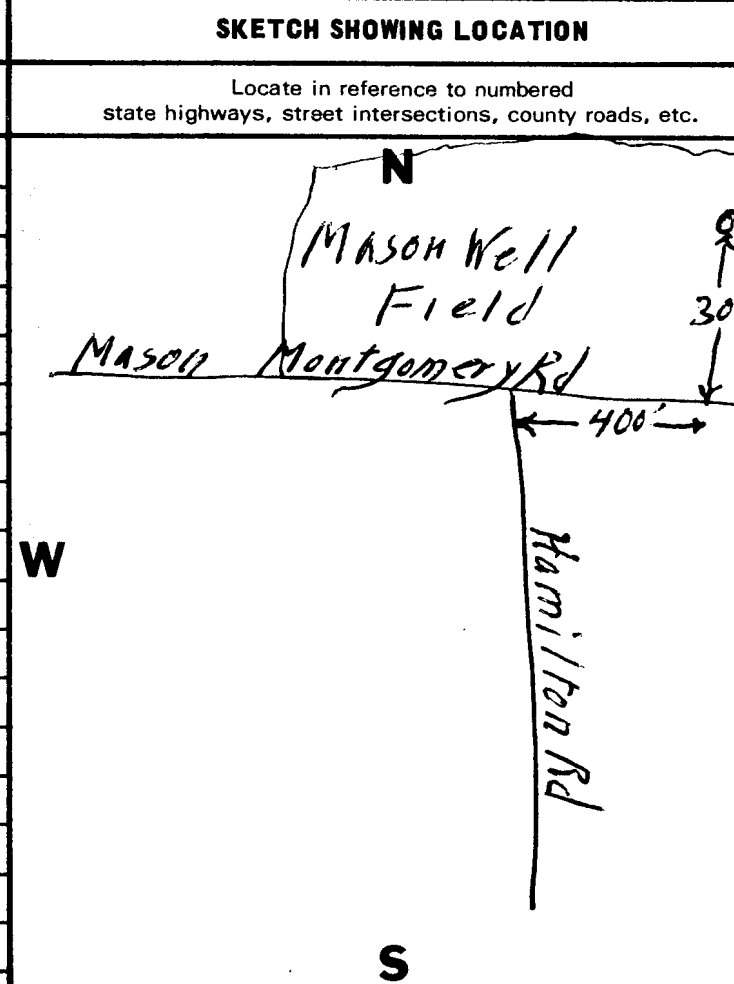 SKETCH SHOWING LOCATION
Locate in reference to numbered
state highways, street intersections, county roads, etc.
N
Mason Well
Field
30
Mason Montgomery Rd
400'
W
Hamilton Rd
S